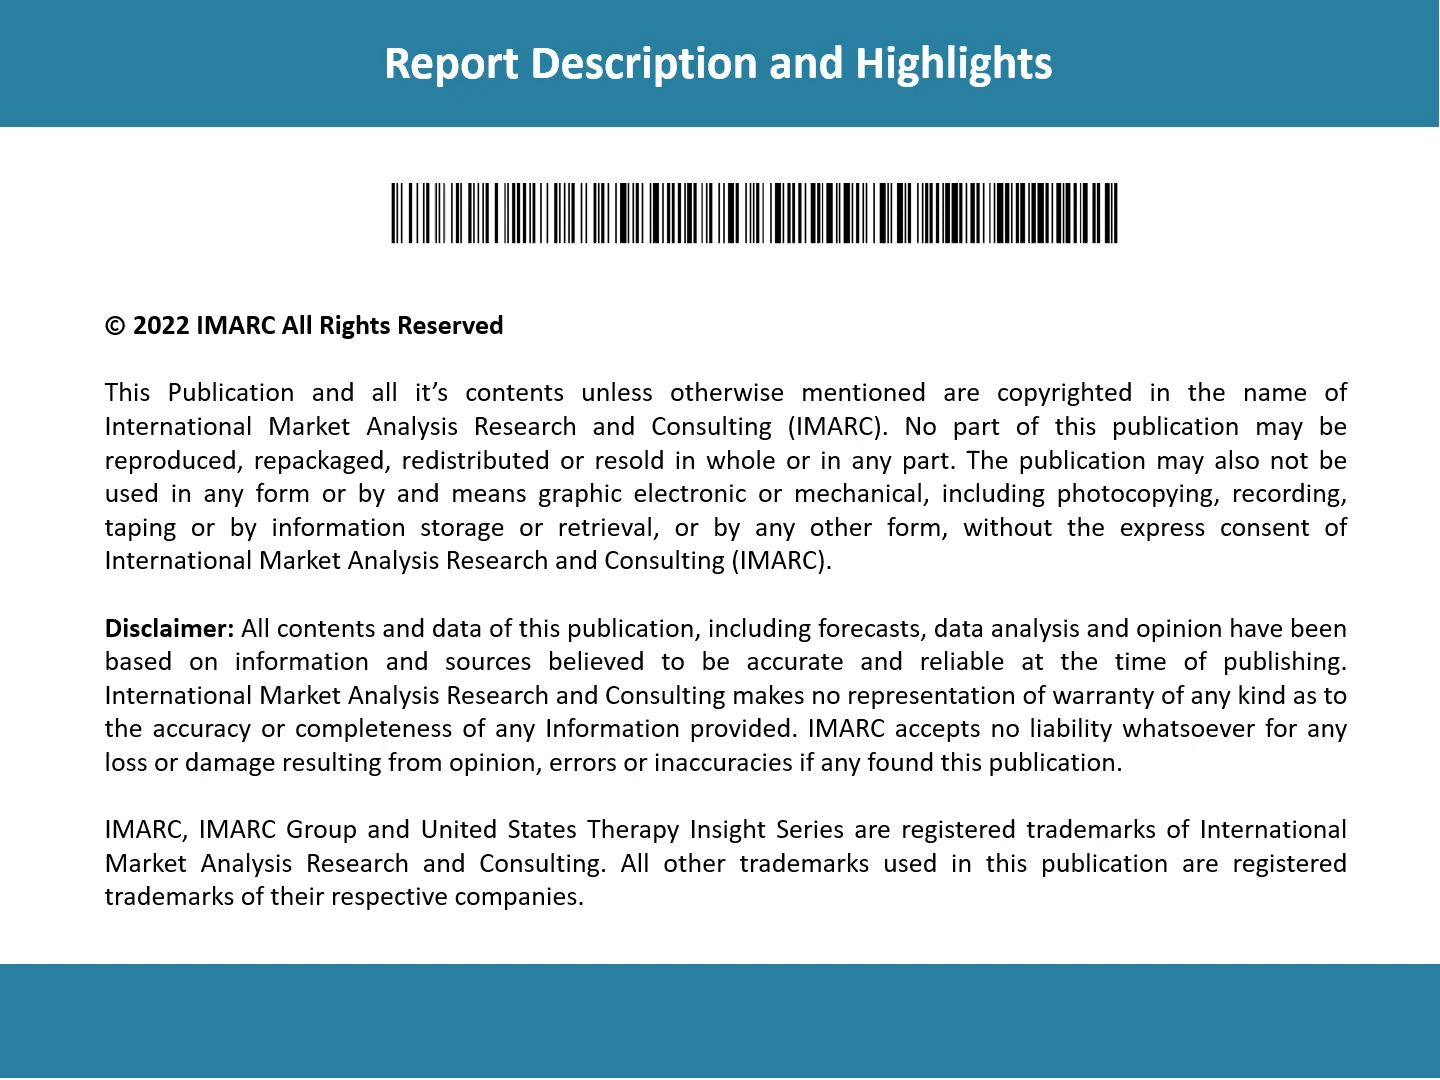 Report Description and Highlights
© 2022 IMARC All Rights Reserved
This Publication and all it’s contents unless otherwise mentioned are copyrighted in the name of
International Market Analysis Research and Consulting (IMARC). No part of this publication may be
reproduced, repackaged, redistributed or resold in whole or in any part. The publication may also not be
used in any form or by and means graphic electronic or mechanical, including photocopying, recording,
taping or by information storage or retrieval, or by any other form, without the express consent of
International Market Analysis Research and Consulting (IMARC).
Disclaimer: All contents and data of this publication, including forecasts, data analysis and opinion have been
based on information and sources believed to be accurate and reliable at the time of publishing.
International Market Analysis Research and Consulting makes no representation of warranty of any kind as to
the accuracy or completeness of any Information provided. IMARC accepts no liability whatsoever for any
loss or damage resulting from opinion, errors or inaccuracies if any found this publication.
IMARC, IMARC Group and United States Therapy Insight Series are registered trademarks of International
Market Analysis Research and Consulting. All other trademarks used in this publication are registered
trademarks of their respective companies.